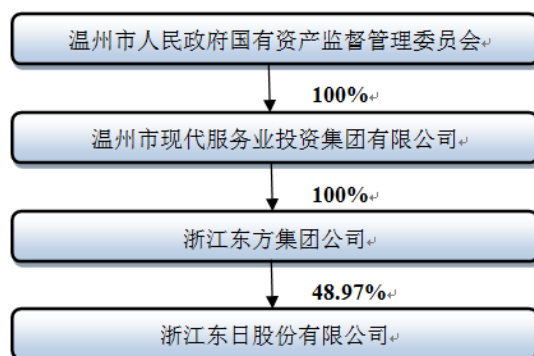 温州市人民政府国有资产监督管理委员会
100%
温州市现代服务业投资集团有限公司
100%
浙江东方集团公司
48.97%
浙江东日股份有限公司